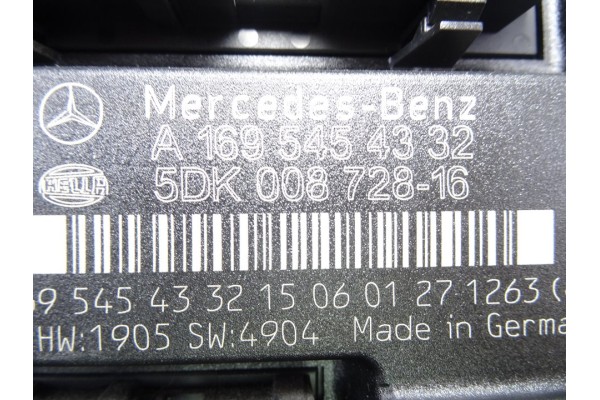 Mercedes-Benz
A 169 545 43 32
HELLA
5DK 008 728-16
9 545 43 32 15 06 01 27 1263 (
HW:1905 SW:4904 Made in Germa